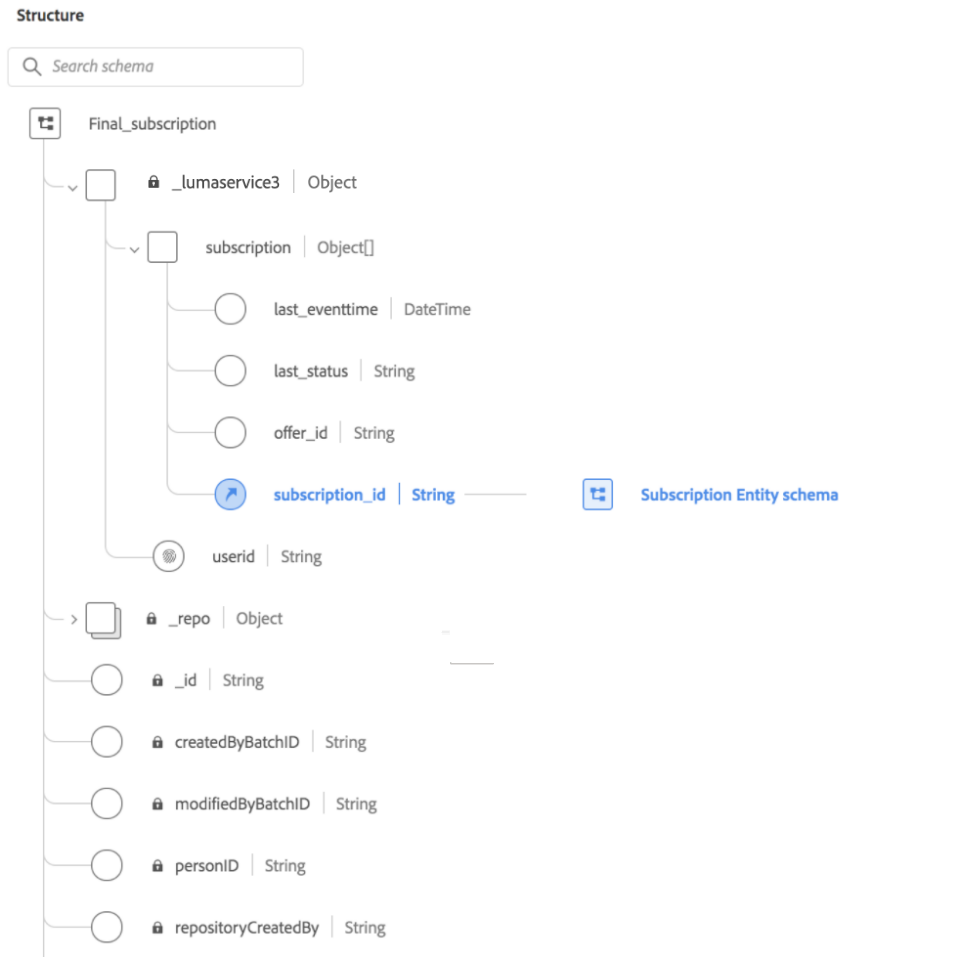 Structure
Search schema
Final_subscription
_lumaservice3 Object
subscription Object[]
last_eventtime DateTime
last_status String
offer_id String
subscription_id String Subscription Entity schema
userid String
_repo Object
_id String
createdByBatchID String
modifiedByBatchID String
personID String
repositoryCreatedBy String